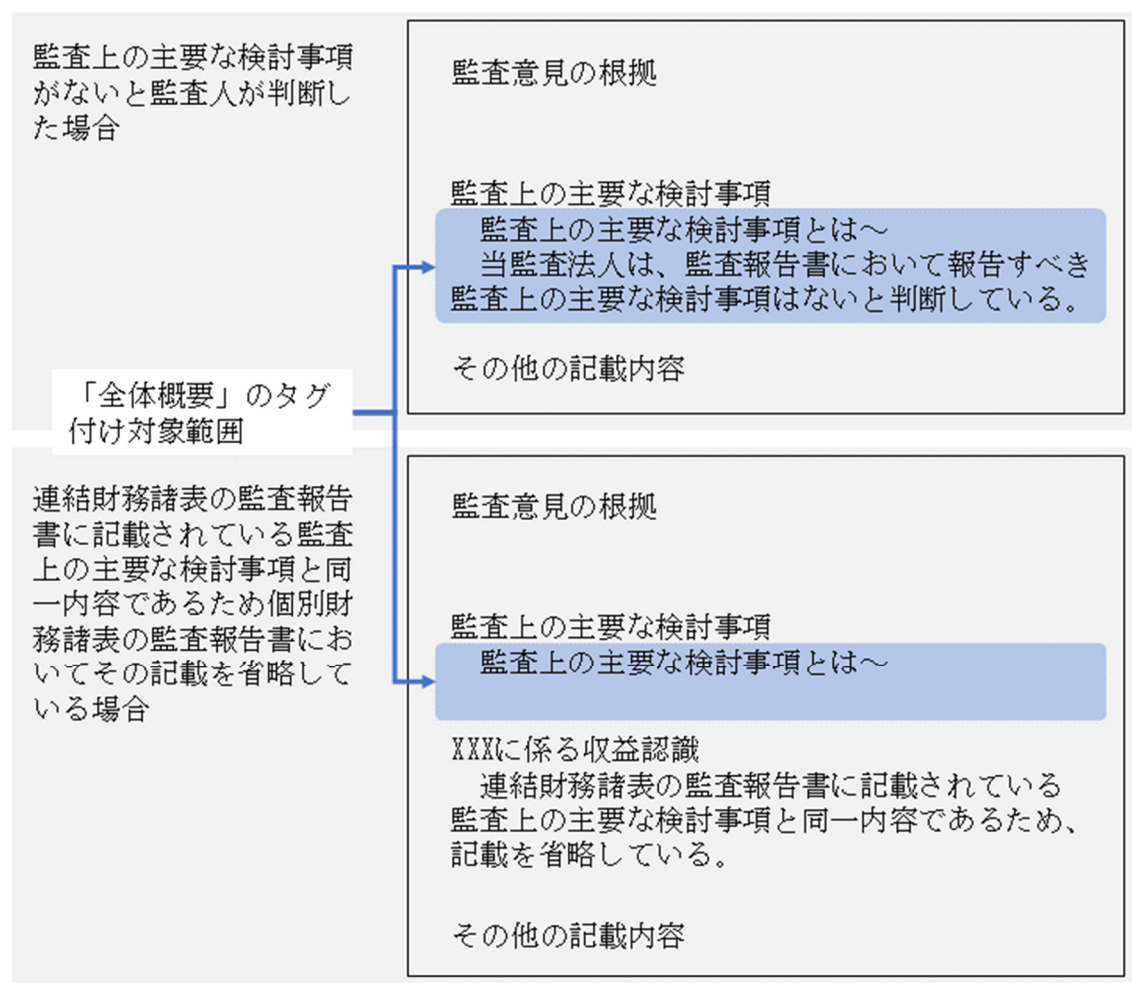 監査上の主要な検討事項
がないと監査人が判断し
た場合
監査意見の根拠
監査上の主要な検討事項
監査上の主要な検討事項とは～
当監査法人は、監査報告書において報告すべき
監査上の主要な検討事項はないと判断している。
その他の記載内容
「全体概要」のタグ
付け対象範囲
連結財務諸表の監査報告
書に記載されている監査
上の主要な検討事項と同
一内容であるため個別財
務諸表の監査報告書にお
いてその記載を省略して
いる場合
監査意見の根拠
監査上の主要な検討事項
監査上の主要な検討事項とは～
XXXに係る収益認識
連結財務諸表の監査報告書に記載されている
監査上の主要な検討事項と同一内容であるため、
記載を省略している。
その他の記載内容